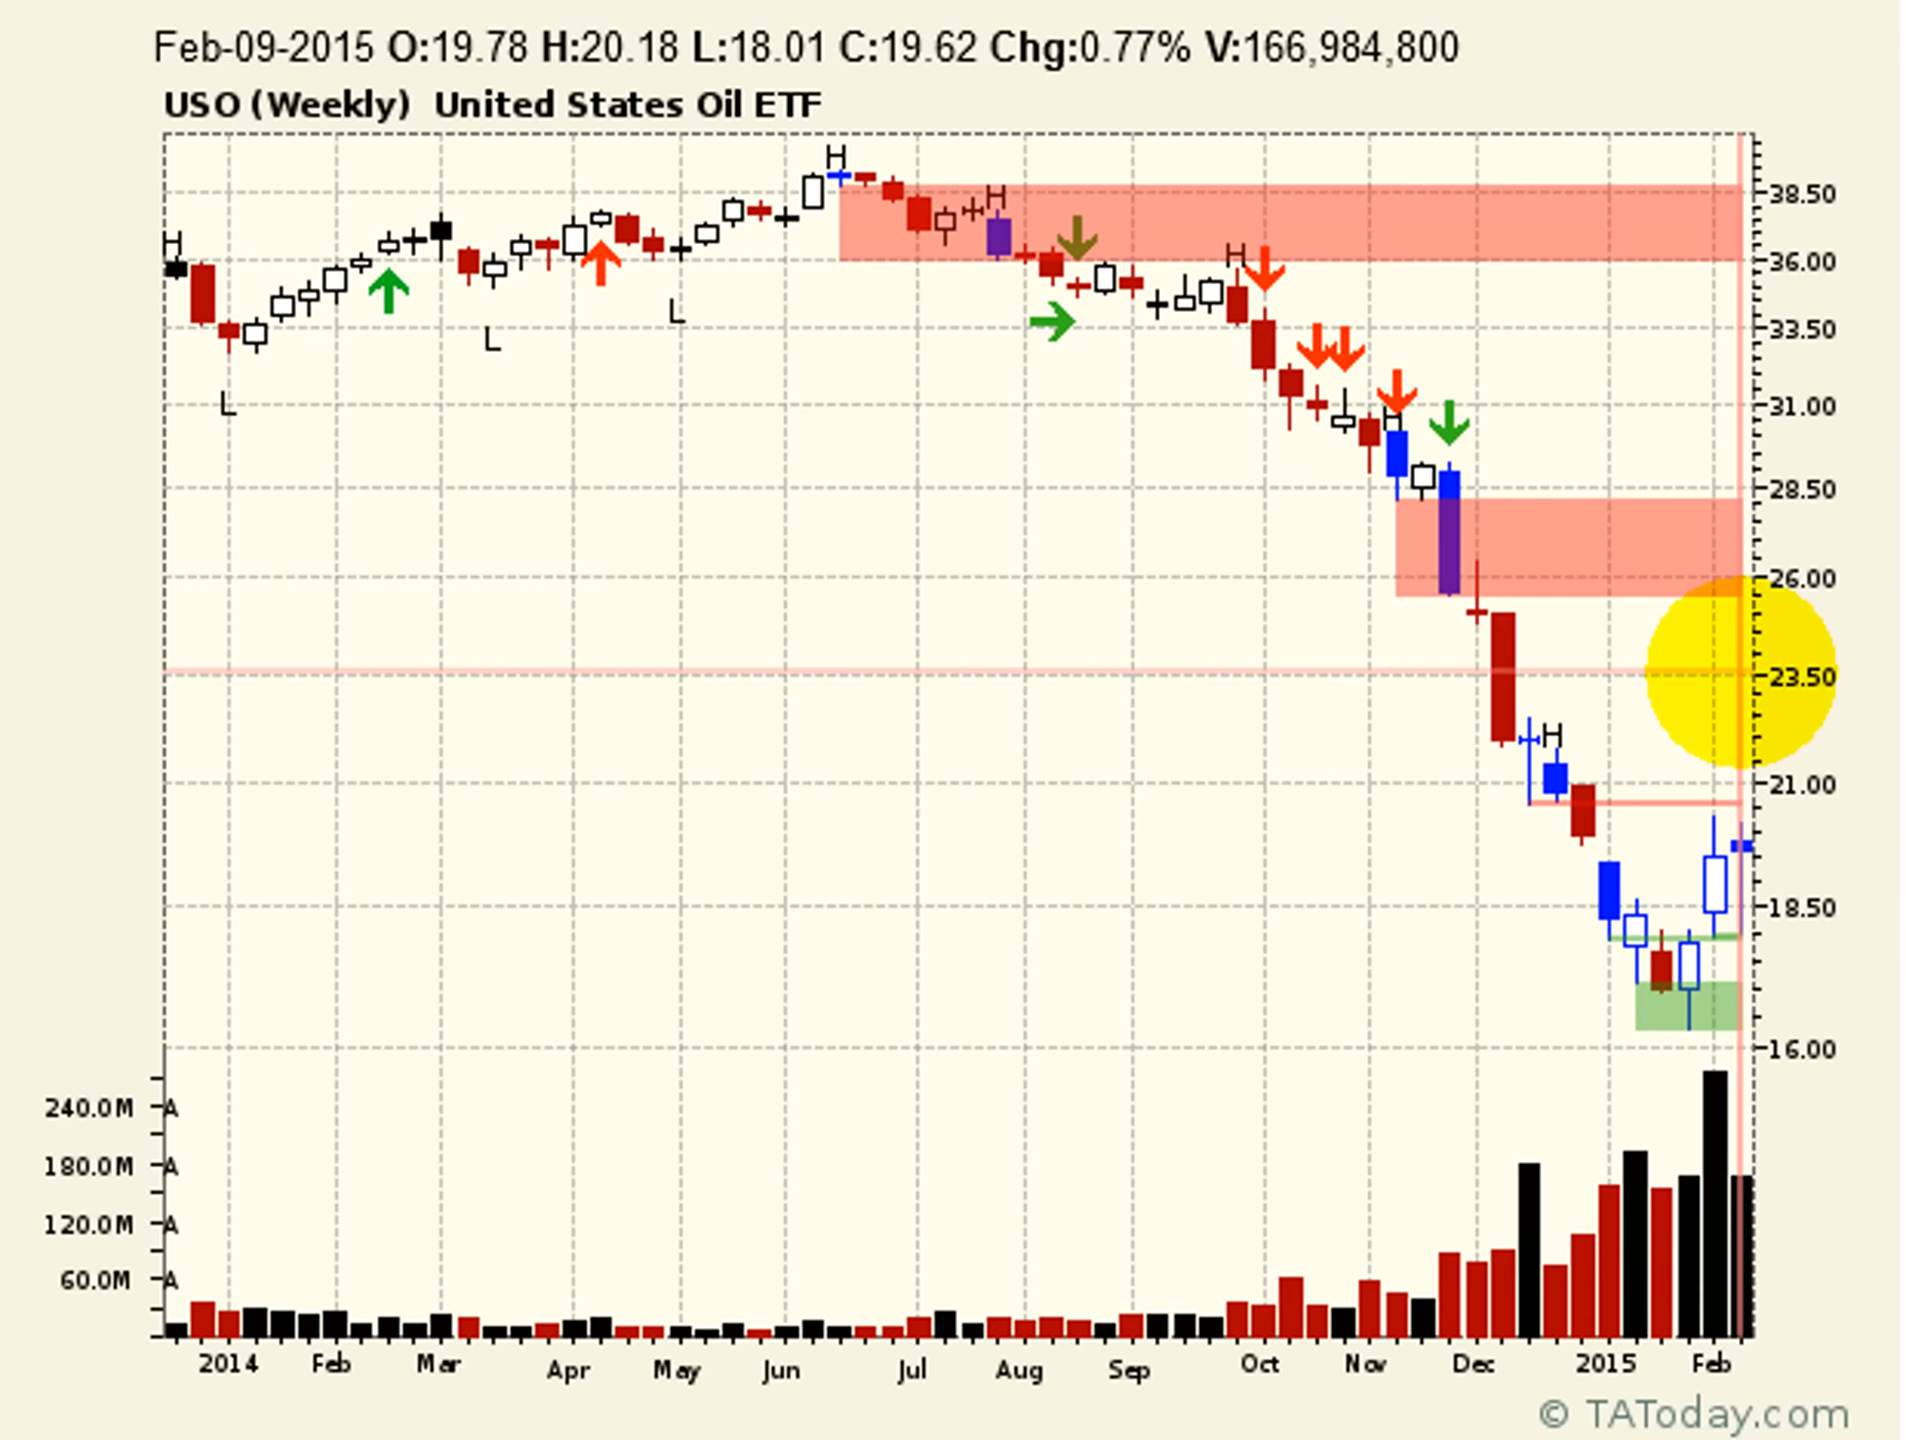 Feb-09-2015 O:19.78 H:20.18 L:18.01 C:19.62 Chg:0.77% V:166,984,800
USO (Weekly) United States Oil ETF
H
H
H
H
H
H
L
L
L
L
38.50
36.00
33.50
31.00
28.50
26.00
23.50
21.00
18.50
16.00
240.0M A
180.0M A
120.0M A
60.0M A
2014 Feb Mar Apr May Jun Jul Aug Sep Oct Nov Dec 2015 Feb
© TAToday.com